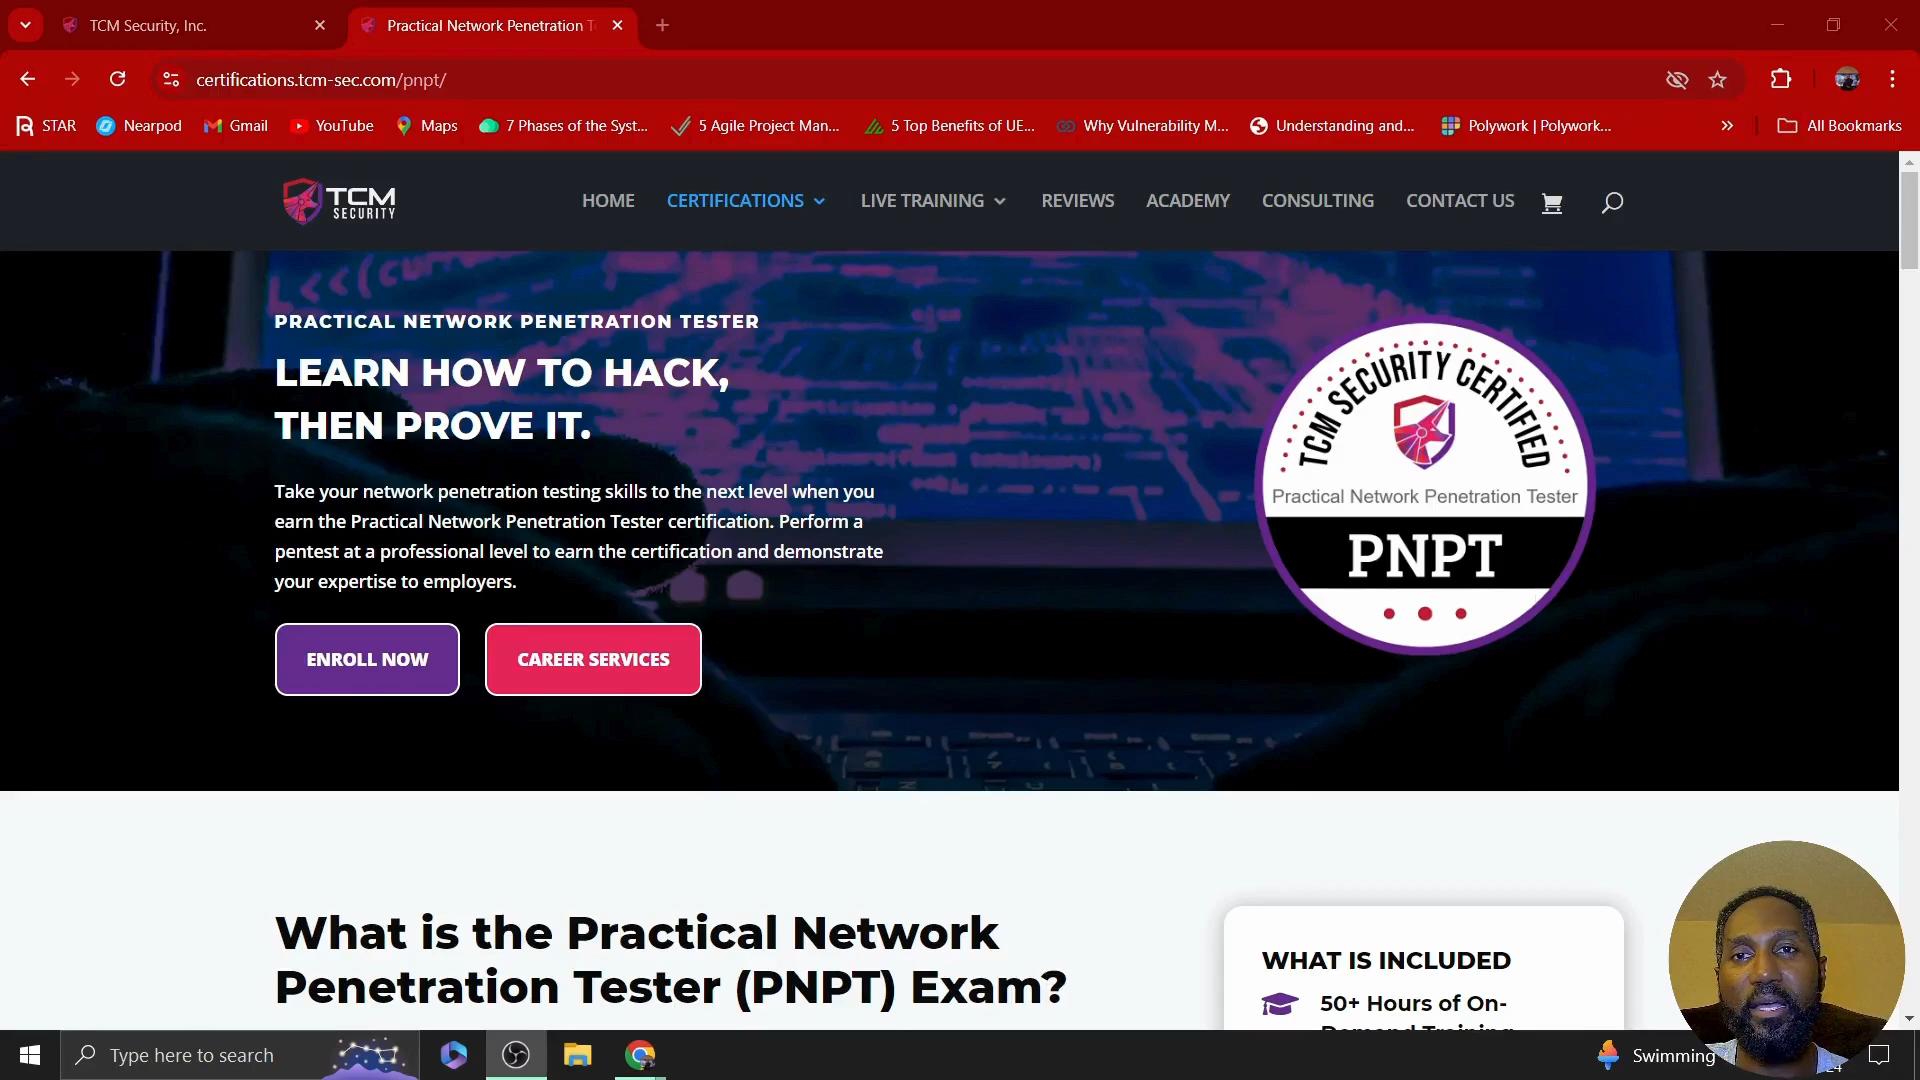 TCM Security, Inc.
Practical Network Penetration T
certifications.tcm-sec.com/pnpt/
STAR
Nearpod
Gmail
YouTube
Maps
7 Phases of the Syst...
5 Agile Project Man...
5 Top Benefits of UE...
Why Vulnerability M...
Understanding and...
Polywork | Polywork...
All Bookmarks
TCM
SECURITY
HOME
CERTIFICATIONS
LIVE TRAINING
REVIEWS
ACADEMY
CONSULTING
CONTACT US
PRACTICAL NETWORK PENETRATION TESTER
LEARN HOW TO HACK,
THEN PROVE IT.
Take your network penetration testing skills to the next level when you
earn the Practical Network Penetration Tester certification. Perform a
pentest at a professional level to earn the certification and demonstrate
your expertise to employers.
ENROLL NOW
CAREER SERVICES
TCM SECURITY CERTIFIED
Practical Network Penetration Tester
PNPT
What is the Practical Network
Penetration Tester (PNPT) Exam?
WHAT IS INCLUDED
50+ Hours of On-
Demand Training
Type here to search
Swimming